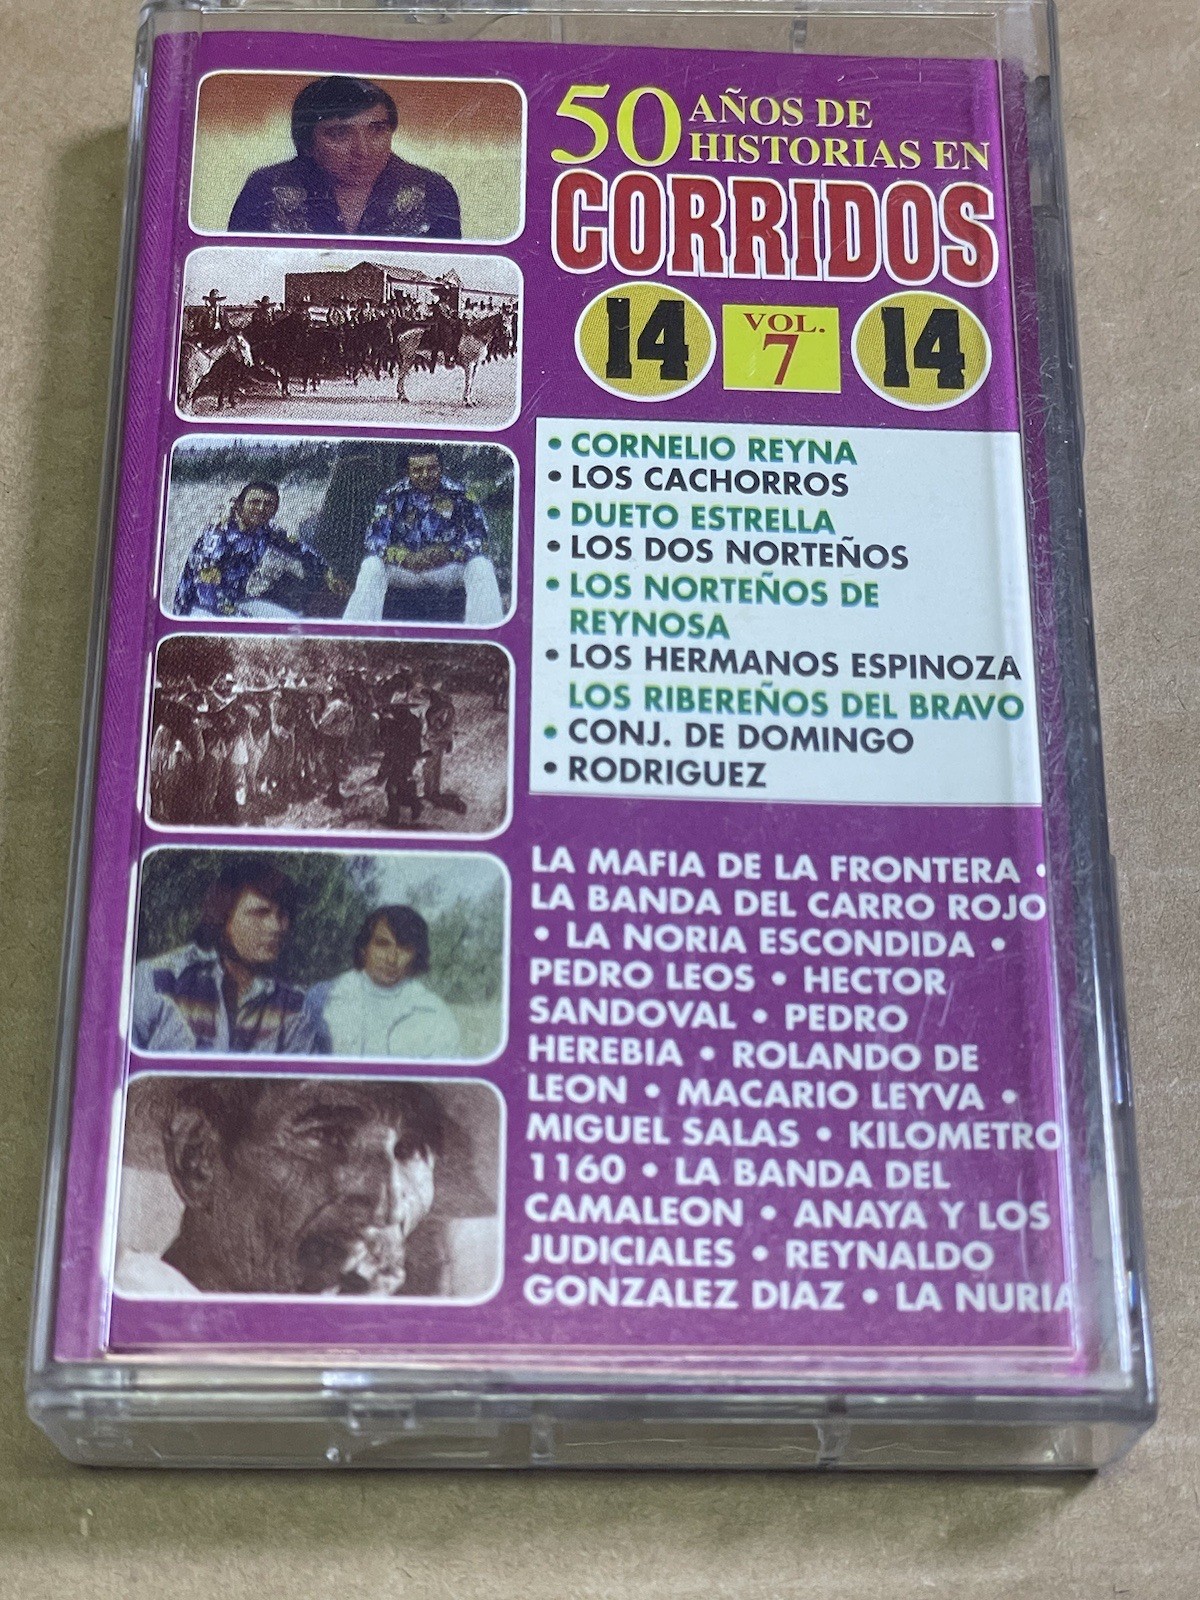 50 AÑOS DE
HISTORIAS EN
CORRIDOS
14 VOL. 7 14
• CORNELIO REYNA
• LOS CACHORROS
• DUETO ESTRELLA
• LOS DOS NORTEÑOS
• LOS NORTEÑOS DE
REYNOSA
• LOS HERMANOS ESPINOZA
LOS RIBEREÑOS DEL BRAVO
• CONJ. DE DOMINGO
• RODRIGUEZ
LA MAFIA DE LA FRONTERA •
LA BANDA DEL CARRO ROJO
• LA NORIA ESCONDIDA •
PEDRO LEOS • HECTOR
SANDOVAL • PEDRO
HEREBIA • ROLANDO DE
LEON • MACARIO LEYVA •
MIGUEL SALAS • KILOMETRO
1160 • LA BANDA DEL
CAMALEON • ANAYA Y LOS
JUDICIALES • REYNALDO
GONZALEZ DIAZ • LA NURIA